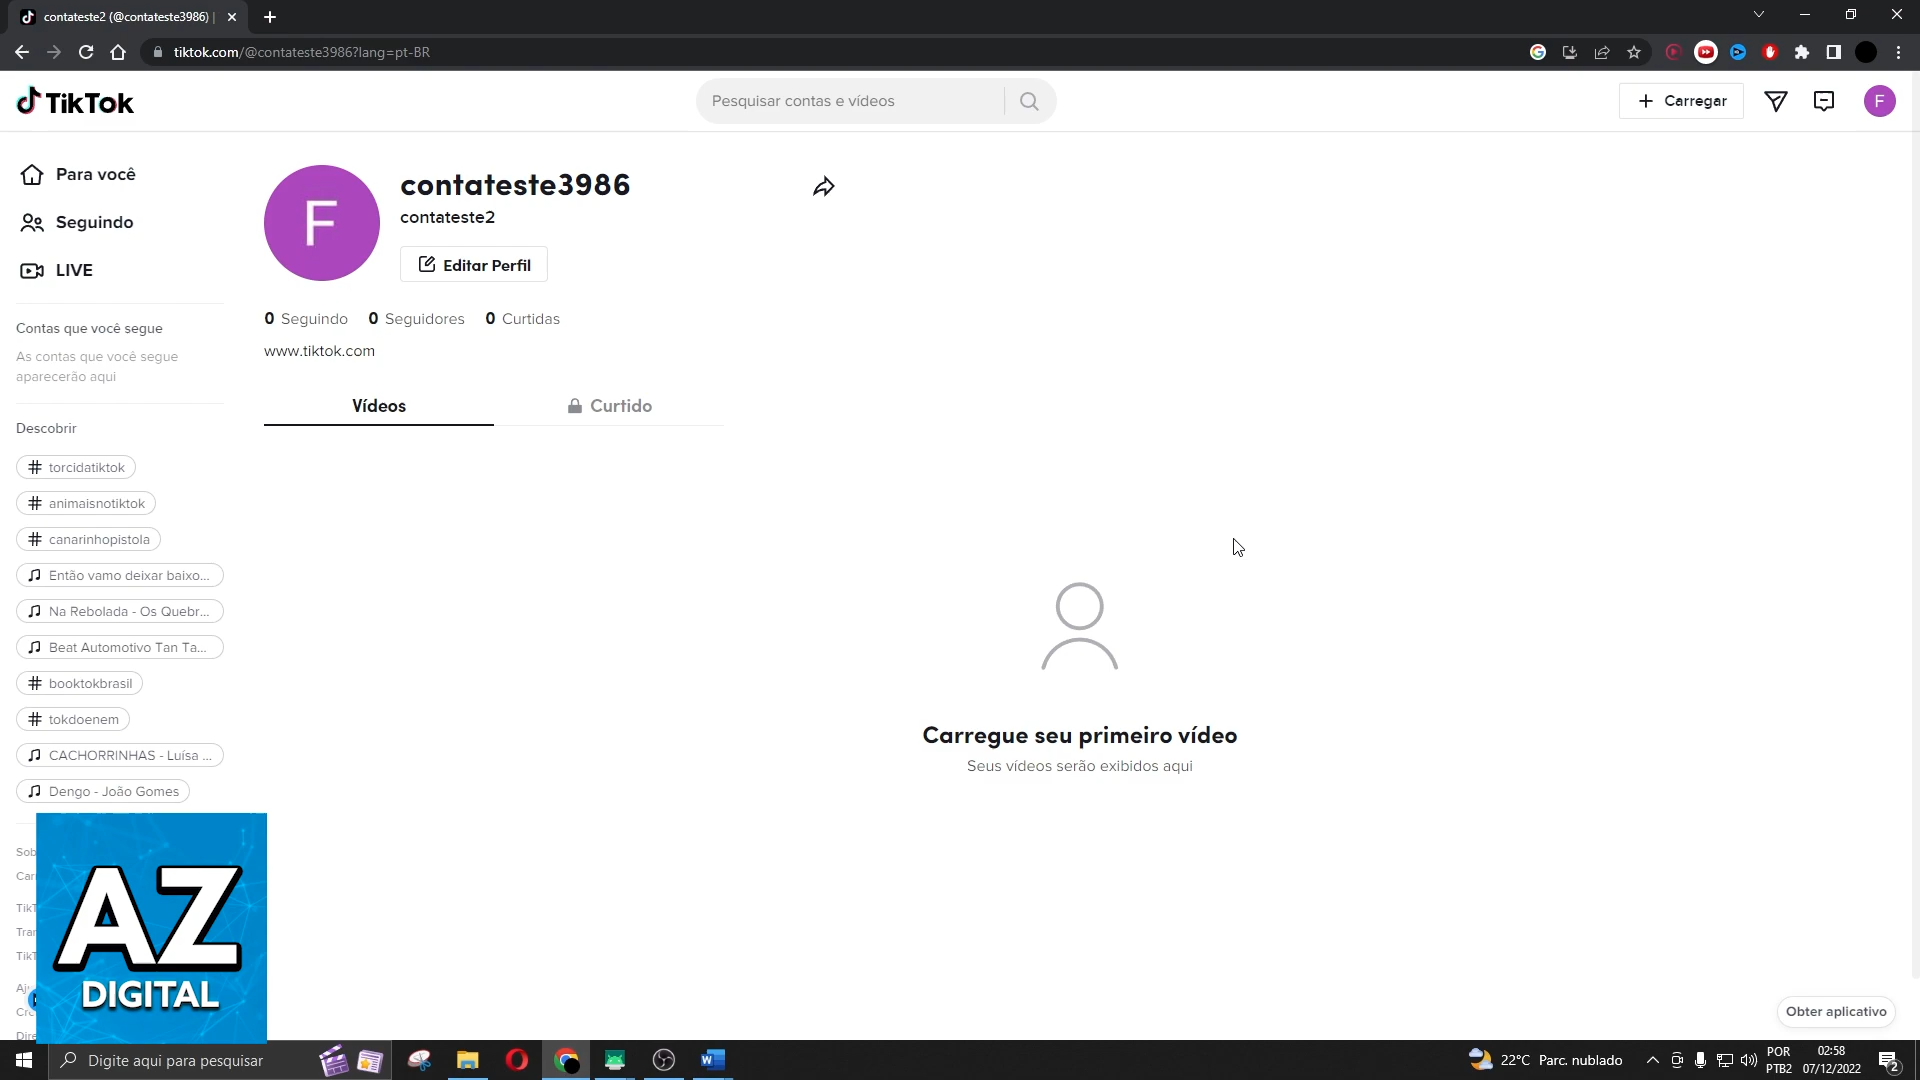 contateste2 (@contateste3986) |
tiktok.com/@contateste3986?lang=pt-BR
TikTok
Pesquisar contas e vídeos
Carregar
F
Para você
Seguindo
LIVE
Contas que você segue
As contas que você segue
aparecerão aqui
Descobrir
# torcidatiktok
# animaisnotiktok
# canarinhopistola
Então vamo deixar baixo...
Na Rebolada - Os Quebr...
Beat Automotivo Tan Ta...
# booktokbrasil
# tokdoenem
CACHORRINHAS - Luísa ...
Dengo - João Gomes
F
contateste3986
contateste2
Editar Perfil
0 Seguindo 0 Seguidores 0 Curtidas
www.tiktok.com
Vídeos
Curtido
Carregue seu primeiro vídeo
Seus vídeos serão exibidos aqui
AZ
DIGITAL
Obter aplicativo
Digite aqui para pesquisar
22°C Parc. nublado
POR
PTB2
02:58
07/12/2022
2